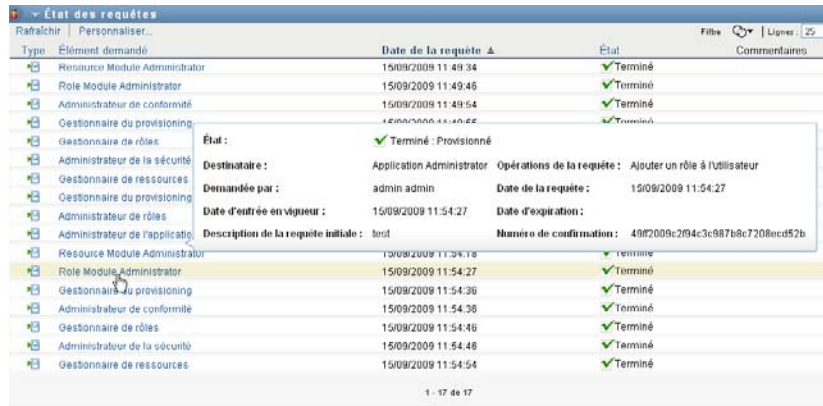 État des requêtes
Rafraîchir | Personnaliser... Filtre | Lignes : 25
Type Élément demandé Date de la requête État Commentaires
Resource Module Administrator 15/09/2009 11:49:34 Terminé
Role Module Administrator 15/09/2009 11:49:46 Terminé
Administrateur de conformité 15/09/2009 11:49:54 Terminé
Gestionnaire du provisioning Terminé
Gestionnaire de rôles
Administrateur de la sécurité
Gestionnaire de ressources
Gestionnaire du provisioning
Administrateur de rôles
Administrateur de l'applicatio
État : Terminé : Provisionné
Destinataire : Application Administrator Opérations de la requête : Ajouter un rôle à l'utilisateur
Demandée par : admin admin Date de la requête : 15/09/2009 11:54:27
Date d'entrée en vigueur : 15/09/2009 11:54:27 Date d'expiration :
Description de la requête initiale : test Numéro de confirmation : 49ff2009c2f94c3c987b8c7208ecd52b
Resource Module Administrator 15/09/2009 11:54:18 Terminé
Role Module Administrator 15/09/2009 11:54:27 Terminé
Gestionnaire du provisioning 15/09/2009 11:54:36 Terminé
Administrateur de conformité 15/09/2009 11:54:36 Terminé
Gestionnaire de rôles 15/09/2009 11:54:46 Terminé
Administrateur de la sécurité 15/09/2009 11:54:46 Terminé
Gestionnaire de ressources 15/09/2009 11:54:54 Terminé
1 - 17 de 17